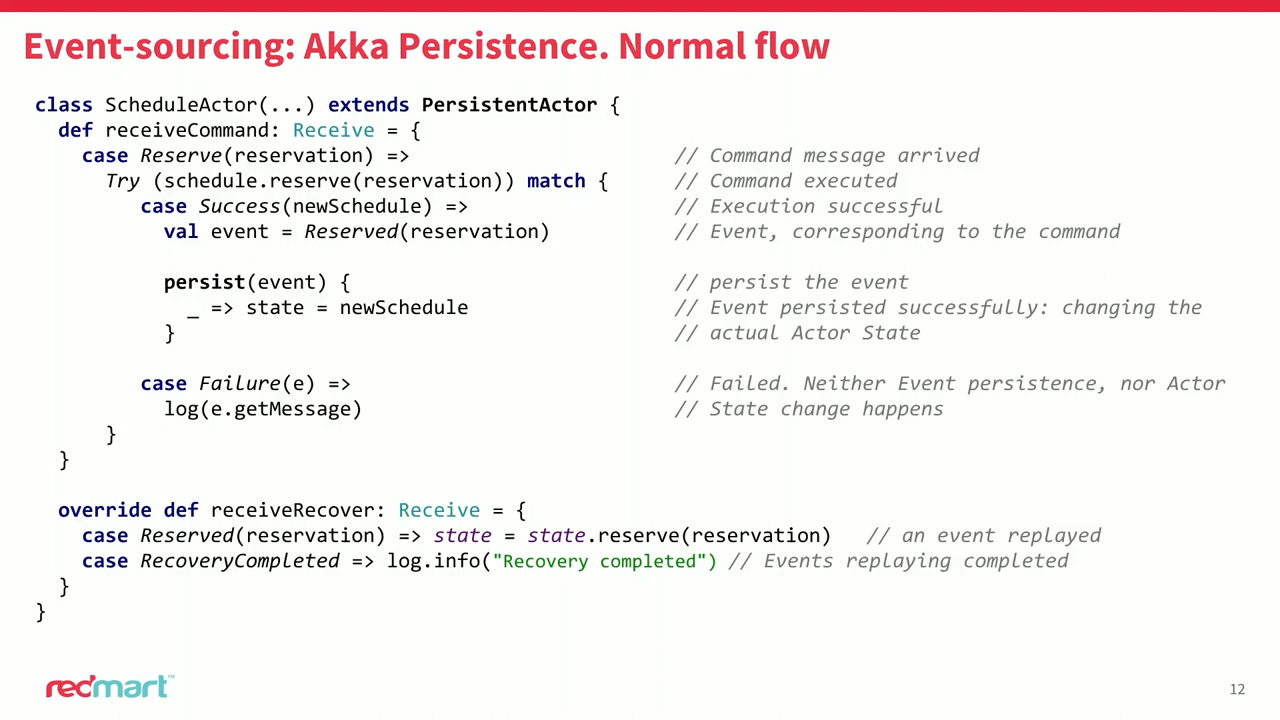 Event-sourcing: Akka Persistence. Normal flow
class ScheduleActor(...) extends PersistentActor {
def receiveCommand: Receive = {
case Reserve(reservation) => // Command message arrived
Try (schedule.reserve(reservation)) match { // Command executed
case Success(newSchedule) => // Execution successful
val event = Reserved(reservation) // Event, corresponding to the command
persist(event) { // persist the event
_ => state = newSchedule // Event persisted successfully: changing the
} // actual Actor State
case Failure(e) => // Failed. Neither Event persistence, nor Actor
log(e.getMessage) // State change happens
}
}
override def receiveRecover: Receive = {
case Reserved(reservation) => state = state.reserve(reservation) // an event replayed
case RecoveryCompleted => log.info("Recovery completed") // Events replaying completed
}
}
redmart™
12